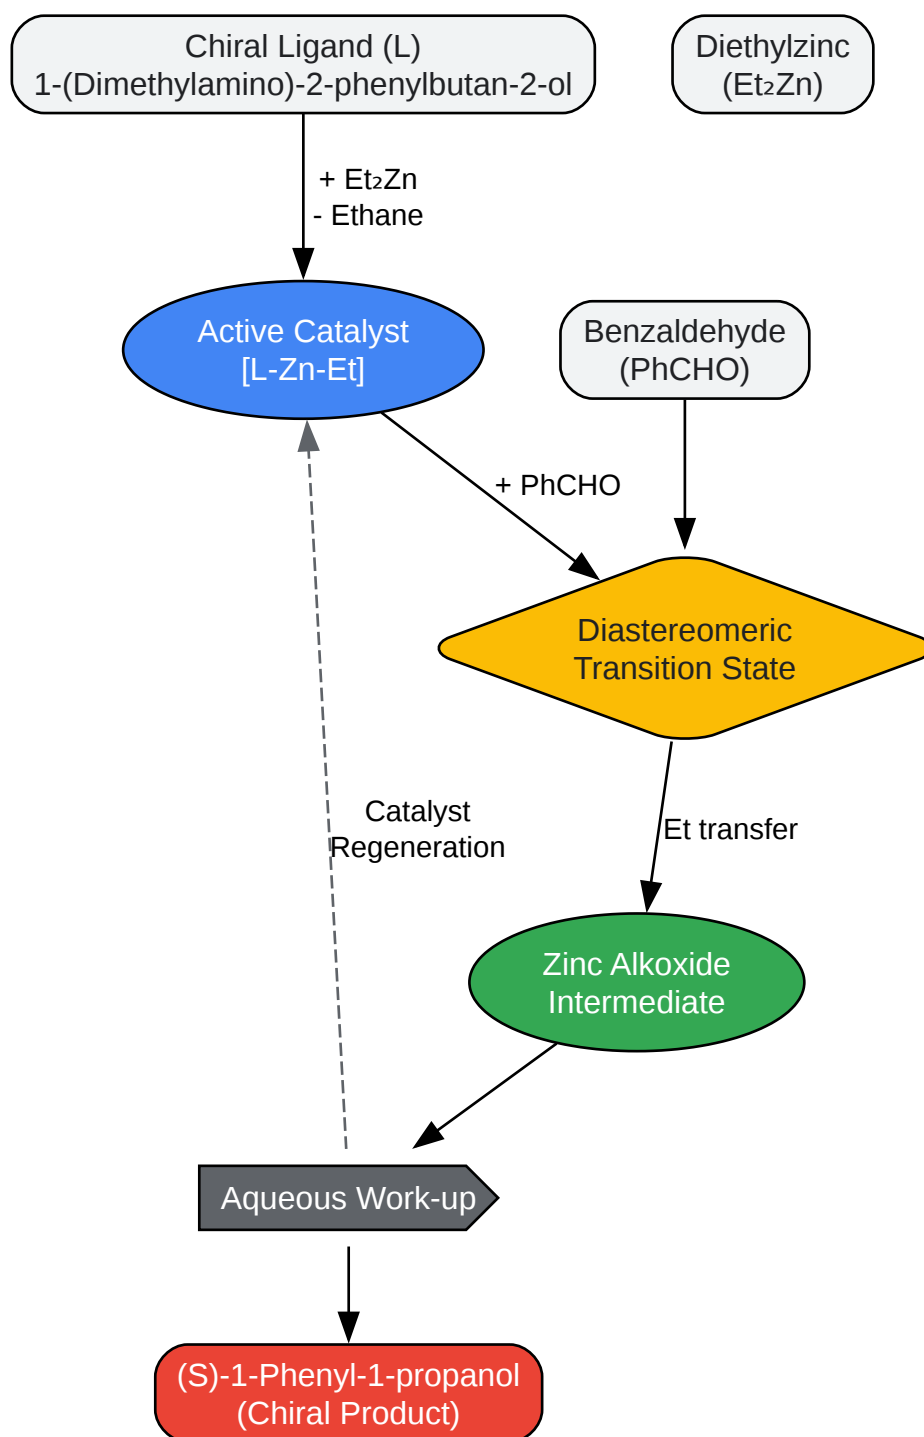 Chiral Ligand (L)
1-(Dimethylamino)-2-phenylbutan-2-ol
Diethylzinc
(Et₂Zn)
+ Et₂Zn
- Ethane
Active Catalyst
[L-Zn-Et]
Benzaldehyde
(PhCHO)
+ PhCHO
Diastereomeric
Transition State
Catalyst
Regeneration
Et transfer
Zinc Alkoxide
Intermediate
Aqueous Work-up
(S)-1-Phenyl-1-propanol
(Chiral Product)